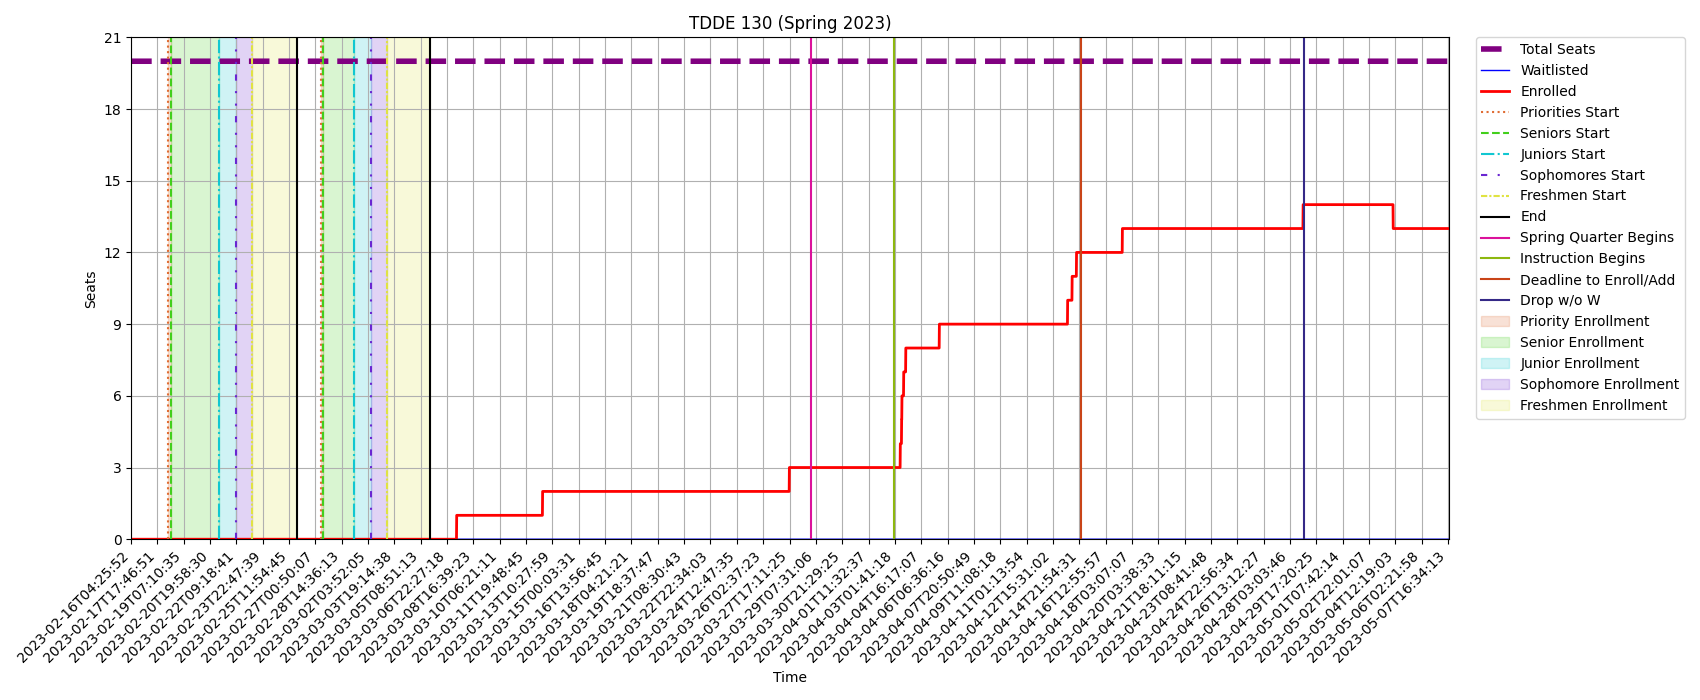 TDDE 130 (Spring 2023)
21
18
15
12
9
6
3
0
Seats
2023-02-16T04:25:52
2023-02-17T17:46:51
2023-02-19T07:10:35
2023-02-20T19:58:30
2023-02-22T09:18:41
2023-02-23T22:47:39
2023-02-25T11:54:45
2023-02-27T00:50:07
2023-02-28T14:36:13
2023-03-02T03:52:05
2023-03-03T19:14:38
2023-03-05T08:51:13
2023-03-06T22:27:18
2023-03-08T16:39:23
2023-03-10T06:21:11
2023-03-11T19:48:45
2023-03-13T10:27:59
2023-03-15T00:03:31
2023-03-16T13:56:45
2023-03-18T04:21:21
2023-03-19T18:37:47
2023-03-21T08:30:43
2023-03-22T22:34:03
2023-03-24T12:47:35
2023-03-26T02:37:23
2023-03-27T17:11:25
2023-03-29T07:31:06
2023-03-30T21:29:25
2023-04-01T11:32:37
2023-04-03T01:41:18
2023-04-04T16:17:07
2023-04-06T06:36:16
2023-04-07T20:50:49
2023-04-09T11:08:18
2023-04-11T01:13:54
2023-04-12T15:31:02
2023-04-14T21:54:31
2023-04-16T12:55:57
2023-04-18T03:07:07
2023-04-20T03:38:33
2023-04-21T18:11:15
2023-04-23T08:41:48
2023-04-24T22:56:34
2023-04-26T13:12:27
2023-04-28T03:03:46
2023-04-29T17:20:25
2023-05-01T07:42:14
2023-05-02T22:01:07
2023-05-04T12:19:03
2023-05-06T02:21:58
2023-05-07T16:34:13
Time
Total Seats
Waitlisted
Enrolled
Priorities Start
Seniors Start
Juniors Start
Sophomores Start
Freshmen Start
End
Spring Quarter Begins
Instruction Begins
Deadline to Enroll/Add
Drop w/o W
Priority Enrollment
Senior Enrollment
Junior Enrollment
Sophomore Enrollment
Freshmen Enrollment